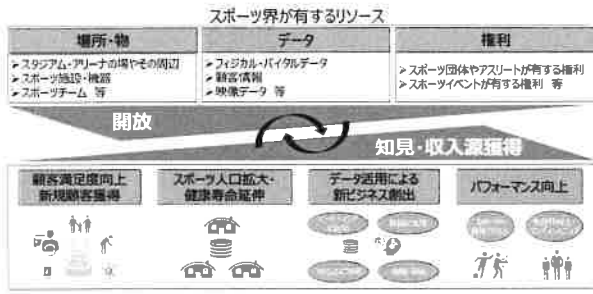 スポーツ界が有するリソース
場所・物
データ
権利
➢スタジアム・アリーナの場やその周辺
➢スポーツ施設・機器
➢スポーツチーム 等
➢フィジカル・バイタルデータ
➢顧客情報
➢映像データ 等
➢スポーツ団体やアスリートが有する権利
➢スポーツイベントが有する権利 等
開放
知見・収入源獲得
顧客満足度向上
新規顧客獲得
スポーツ人口拡大・
健康寿命延伸
データ活用による
新ビジネス創出
パフォーマンス向上